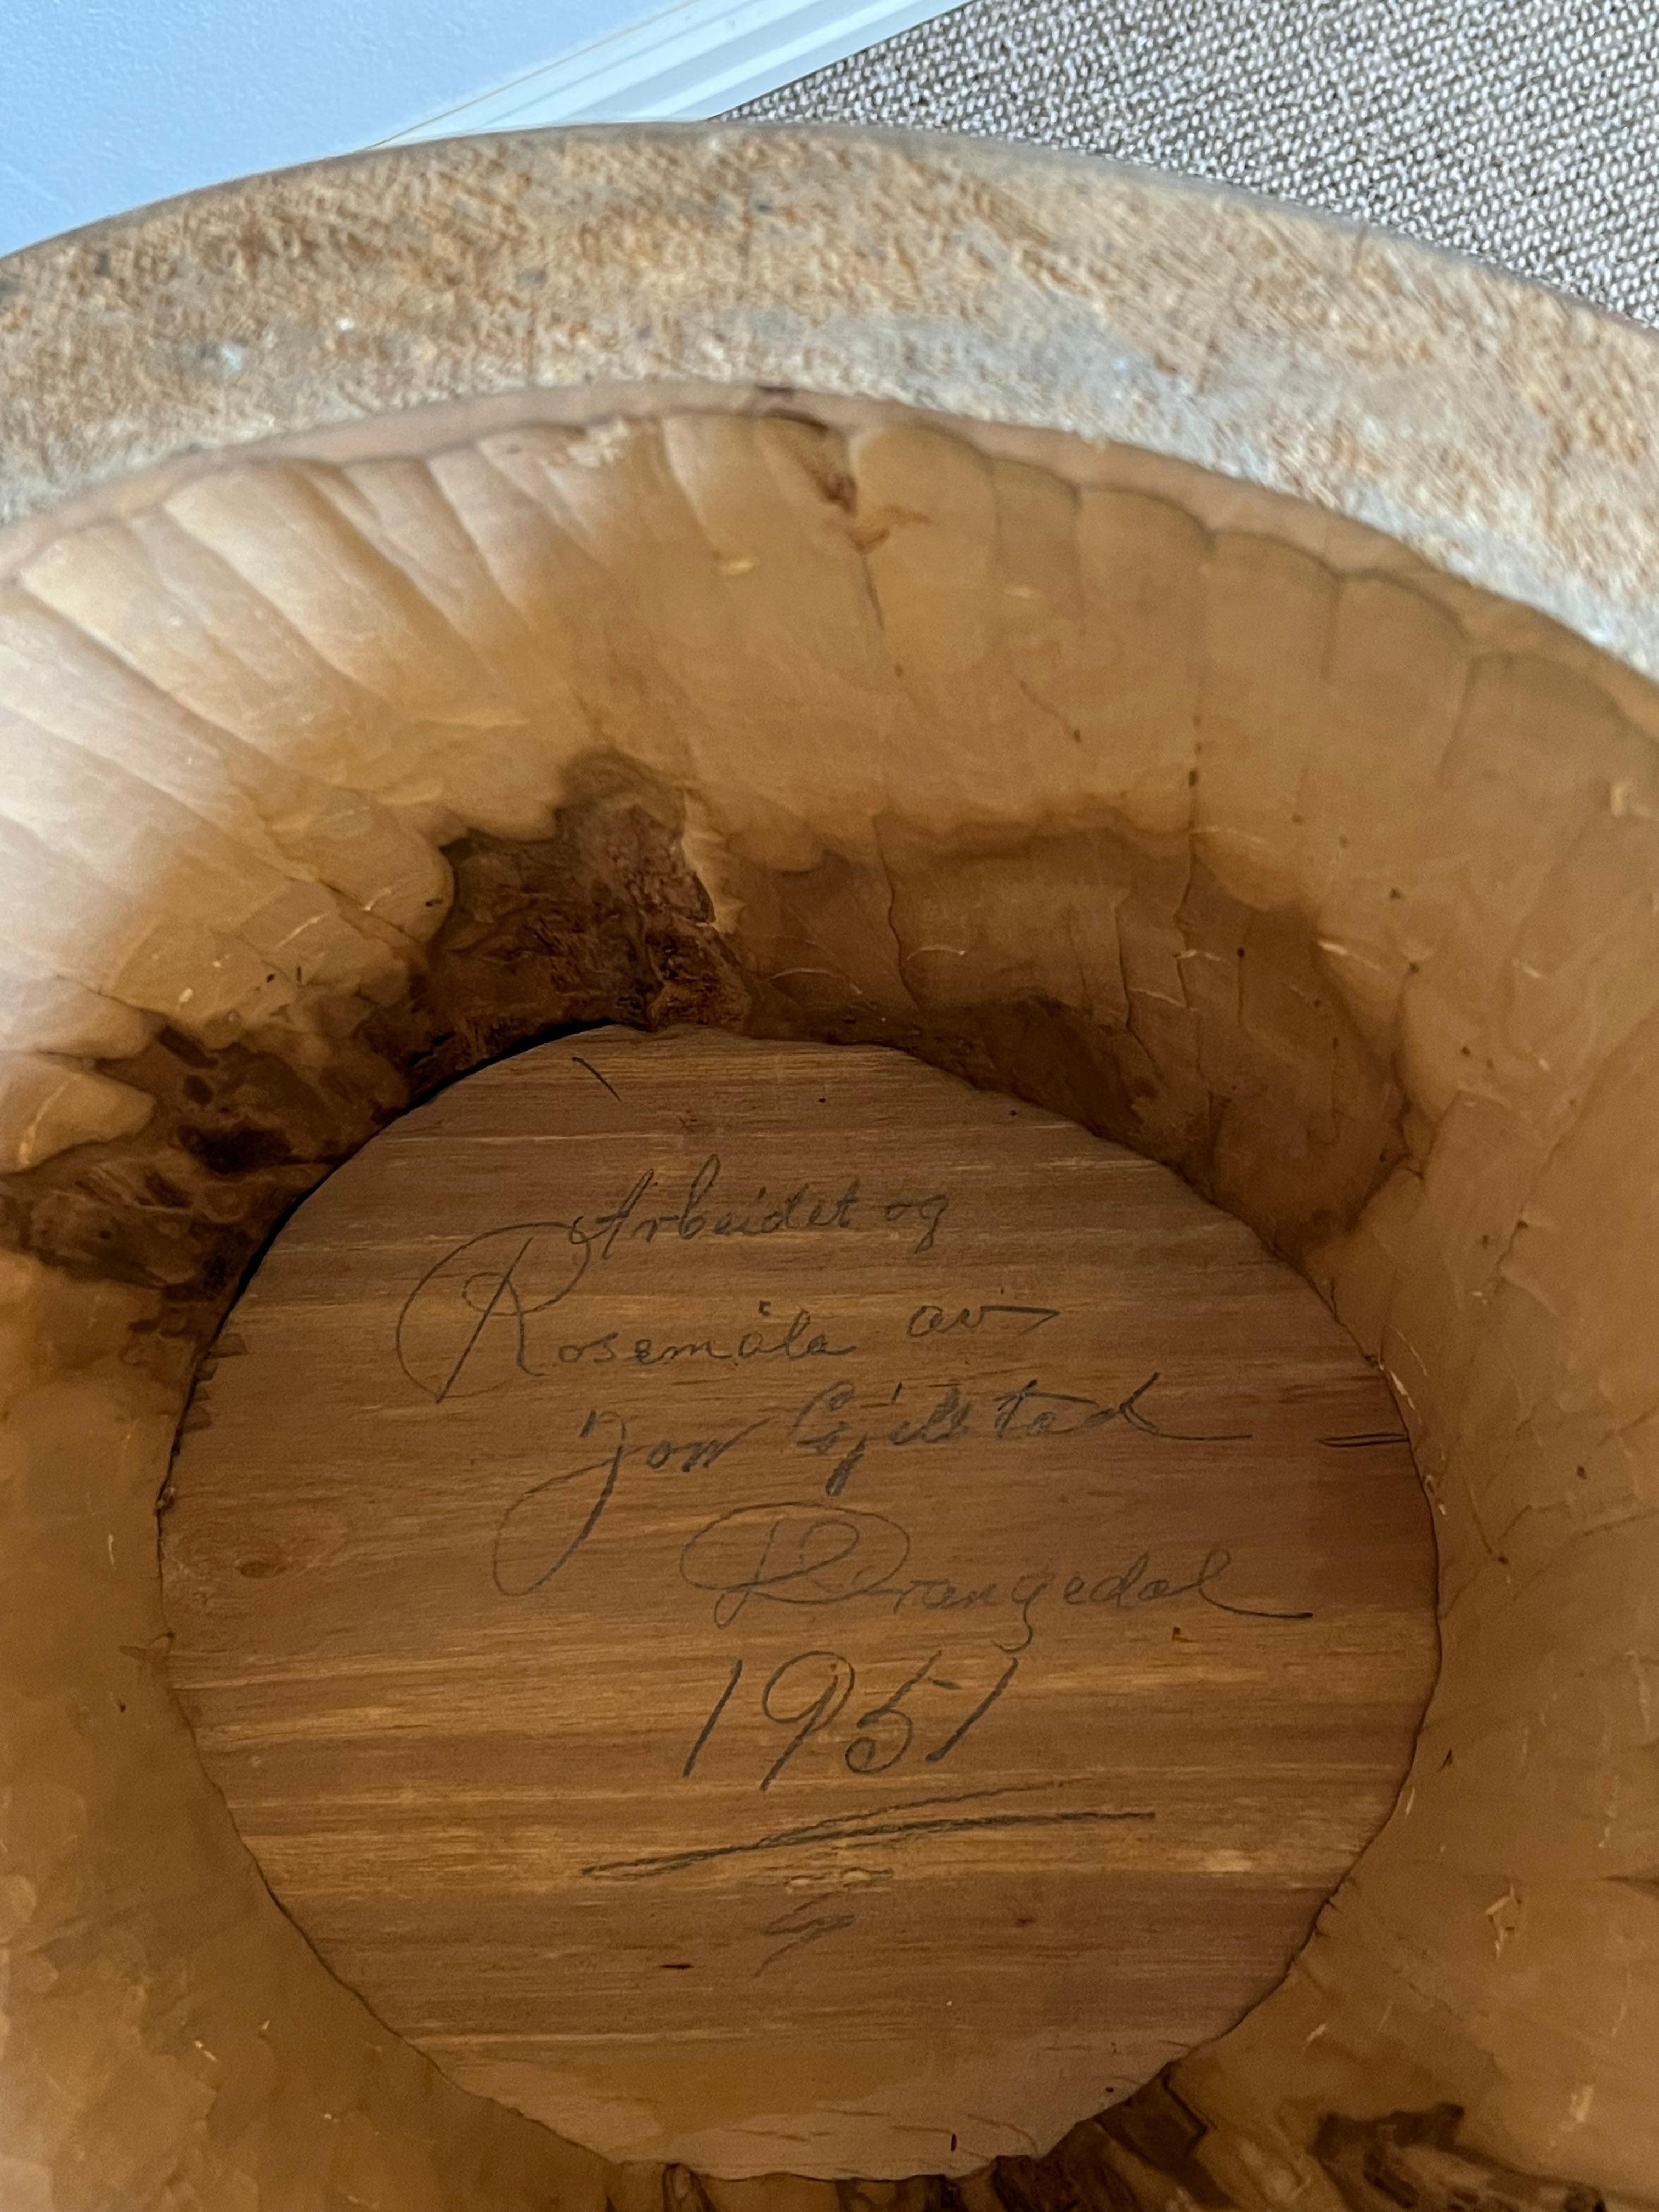 Arbeidet og
Rosemåla av
Jon Gjelstad
Drangedal
1951